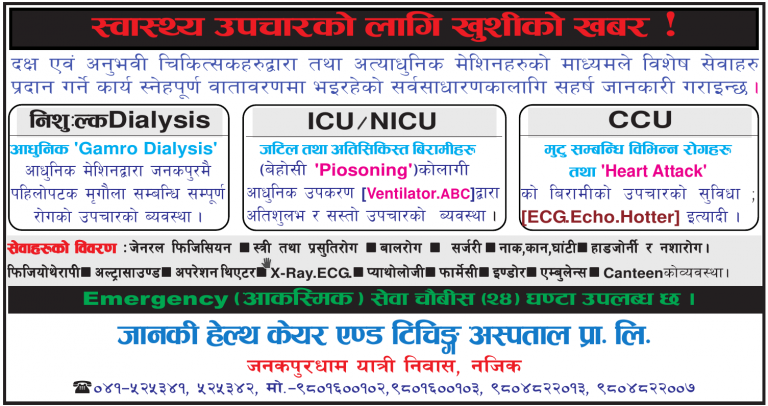 स्वास्थ्य उपचारको लागि खुशीको खबर !
दक्ष एवं अनुभवी चिकित्सकहरुद्वारा तथा अत्याधुनिक मेशिनहरुको माध्यमले विशेष सेवाहरु
प्रदान गर्ने कार्य स्नेहपूर्ण वातावरणमा भइरहेको सर्वसाधारणकालागि सहर्ष जानकारी गराइन्छ ।
निशुःल्कDialysis
आधुनिक 'Gamro Dialysis'
आधुनिक मेशिनद्वारा जनकपुरमै
पहिलोपटक मृगौला सम्बन्धि सम्पूर्ण
रोगको उपचारको ब्यवस्था ।
ICU/NICU
जटिल तथा अतिसिकिस्त बिरामीहरू
(बेहोसी 'Piosoning')कोलागी
आधुनिक उपकरण [Ventilator.ABC]द्वारा
अतिशुलभ र सस्तो उपचारको व्यवस्था ।
CCU
मुटु सम्बन्धि विभिन्न रोगहरू
तथा 'Heart Attack'
को बिरामीको उपचारको सुविधा ;
[ECG.Echo.Hotter] इत्यादी ।
सेवाहरुको विवरण : जेनरल फिजिसियन ■ स्त्री तथा प्रसुतिरोग ■ बालरोग ■ सर्जरी ■ नाक,कान,घांटी ■ हाडजोर्नी र नशारोग ।
फिजियोथेरापी ■ अल्ट्रासाउण्ड ■ अपरेशन थिएटर ■ X-Ray.ECG. ■ प्याथोलोजी ■ फार्मेसी ■ इण्डोर ■ एम्बुलेन्स ■ Canteenकोव्यवस्था ।
Emergency (आकस्मिक) सेवा चौबीस (२४) घण्टा उपलब्ध छ ।
जानकी हेल्थ केयर एण्ड टिचिङ्ग अस्पताल प्रा. लि.
जनकपुरधाम यात्री निवास, नजिक
☎०४१-५२५३४१, ५२५३४२, मो.-९८०१६००१०२,९८०१६००१०३, ९८०४८२२०१३, ९८०४८२२००७